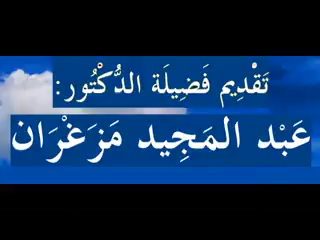 تَقْدِيم فَضِيلَة الدُّكْتُور:
عَبْد المَجِيد مَزَغْرَان